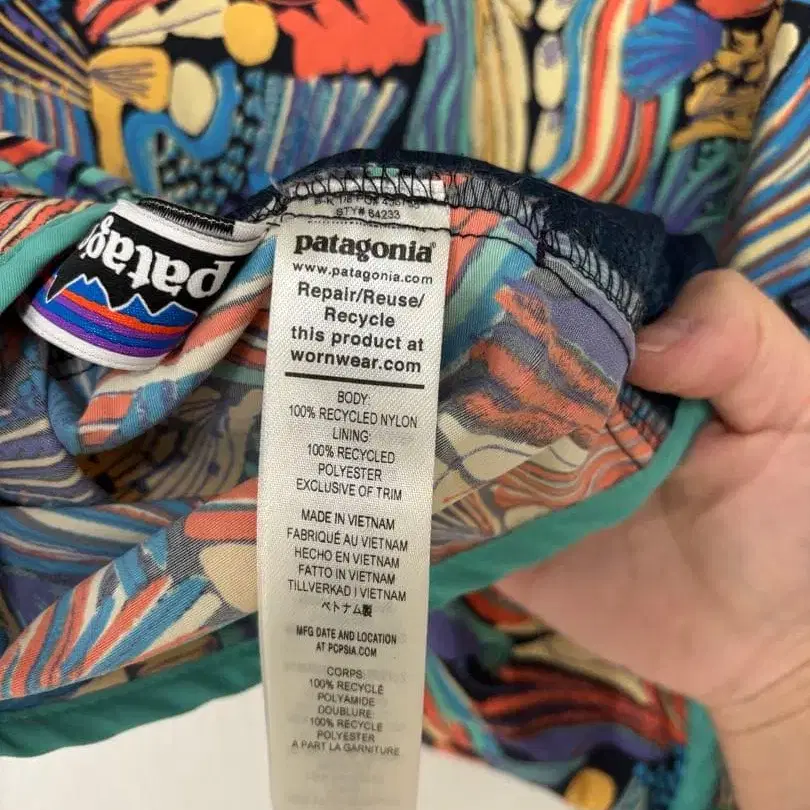 STY# 64233
patagonia®
www.patagonia.com
Repair/Reuse/
Recycle
this product at
wornwear.com
BODY:
100% RECYCLED NYLON
LINING:
100% RECYCLED
POLYESTER
EXCLUSIVE OF TRIM
MADE IN VIETNAM
FABRIQUÉ AU VIETNAM
HECHO EN VIETNAM
FATTO IN VIETNAM
TILLVERKAD I VIETNAM
ベトナム製
MFG DATE AND LOCATION
AT PCPSIA.COM
CORPS:
100% RECYCLÉ
POLYAMIDE
DOUBLURE:
100% RECYCLÉ
POLYESTER
A PART LA GARNITURE
patag